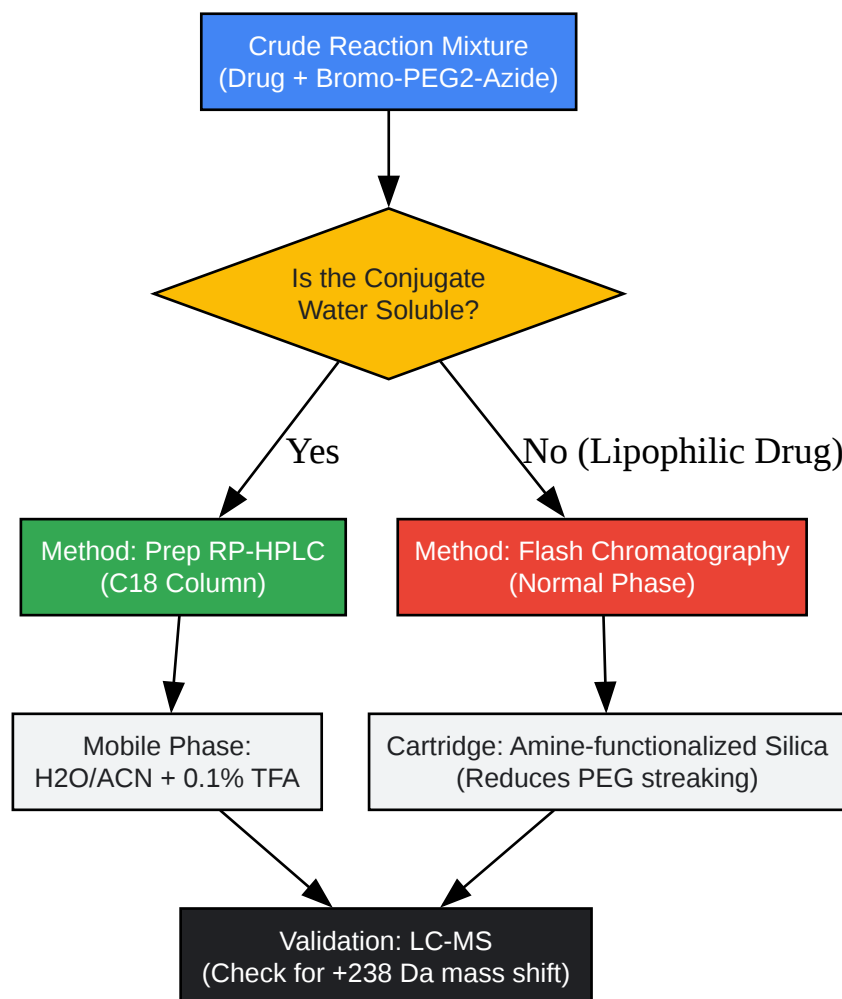 Crude Reaction Mixture
(Drug + Bromo-PEG2-Azide)
Is the Conjugate
Water Soluble?
Yes
No (Lipophilic Drug)
Method: Prep RP-HPLC
(C18 Column)
Method: Flash Chromatography
(Normal Phase)
Mobile Phase:
H2O/ACN + 0.1% TFA
Cartridge: Amine-functionalized Silica
(Reduces PEG streaking)
Validation: LC-MS
(Check for +238 Da mass shift)